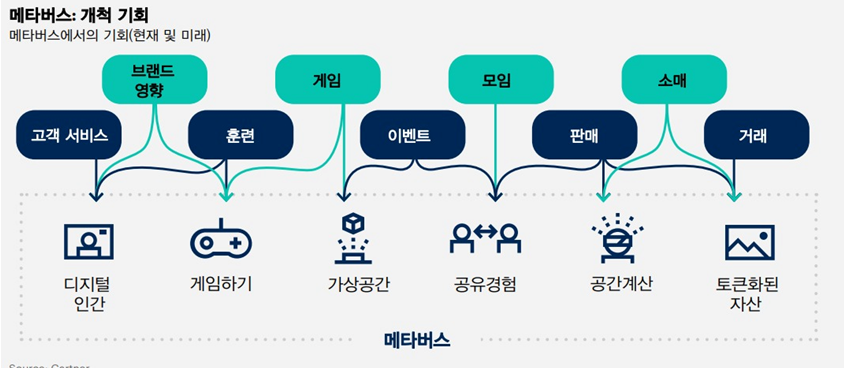 메타버스: 개척 기회
메타버스에서의 기회(현재 및 미래)
브랜드
영향
게임
모임
소매
고객 서비스
훈련
이벤트
판매
거래
디지털
인간
게임하기
가상공간
공유경험
공간계산
토큰화된
자산
메타버스
Source: Gartner